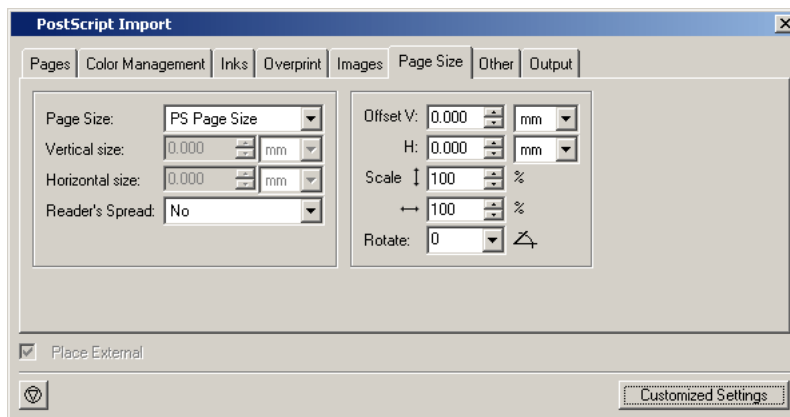 PostScript Import
Pages Color Management Inks Overprint Images Page Size Other Output
Page Size: PS Page Size
Vertical size: 0.000 mm
Horizontal size: 0.000 mm
Reader's Spread: No
Offset V: 0.000 mm
H: 0.000 mm
Scale 100 %
100 %
Rotate: 0
Place External
Customized Settings